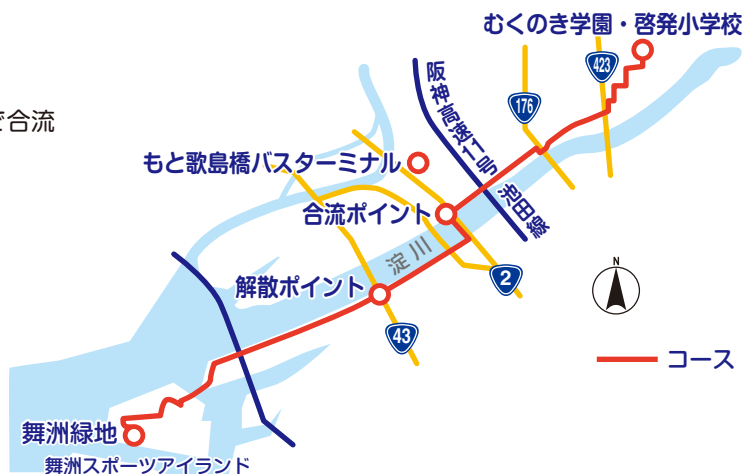 むくのき学園・啓発小学校
423
で合流
176
阪神高速11号 池田線
もと歌島橋バスターミナル
合流ポイント
淀川
解散ポイント
2
N
43
コース
舞洲緑地
舞洲スポーツアイランド